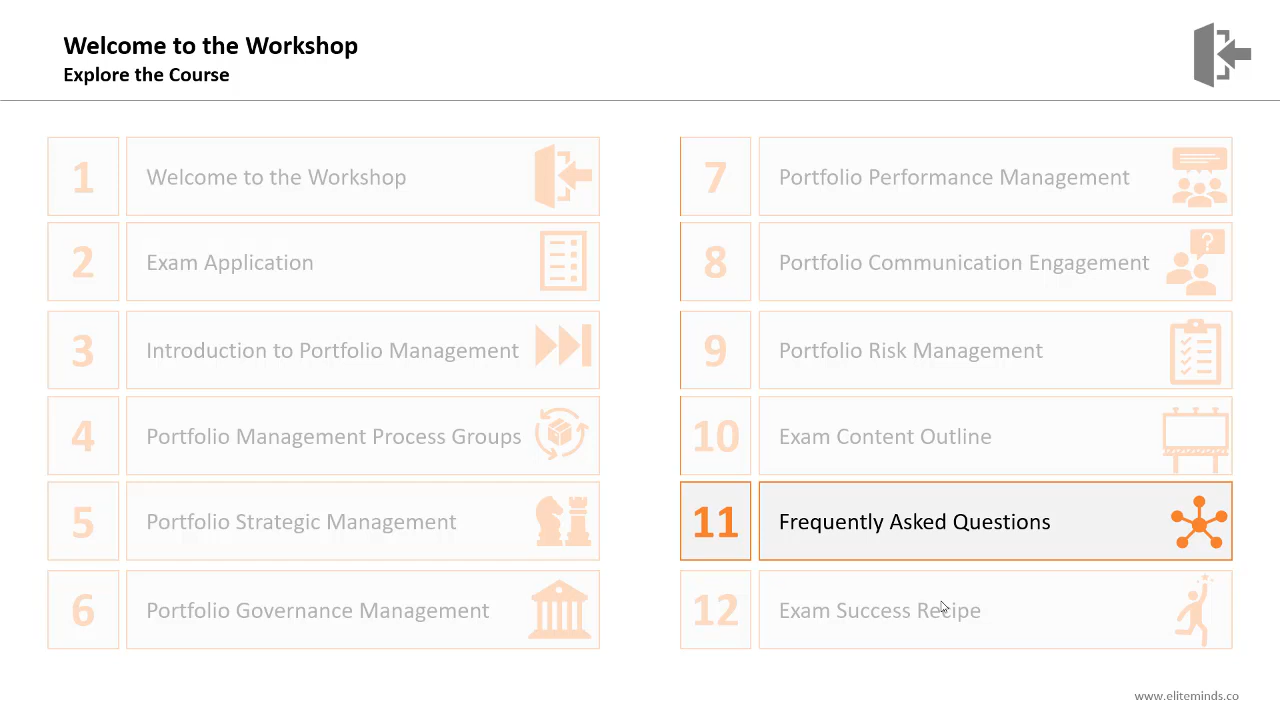 Welcome to the Workshop
Explore the Course
1
Welcome to the Workshop
2
Exam Application
3
Introduction to Portfolio Management
4
Portfolio Management Process Groups
5
Portfolio Strategic Management
6
Portfolio Governance Management
7
Portfolio Performance Management
8
Portfolio Communication Engagement
?
9
Portfolio Risk Management
10
Exam Content Outline
11
Frequently Asked Questions
12
Exam Success Recipe
www.eliteminds.co